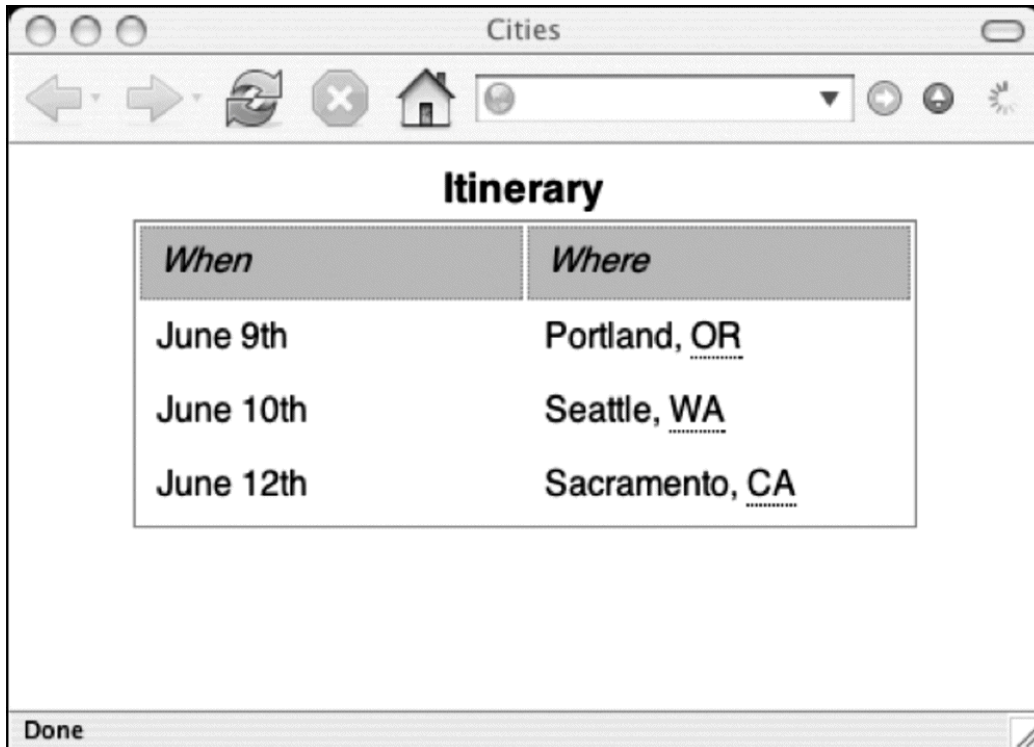 Cities
Itinerary
When Where
June 9th Portland, OR
June 10th Seattle, WA
June 12th Sacramento, CA
Done